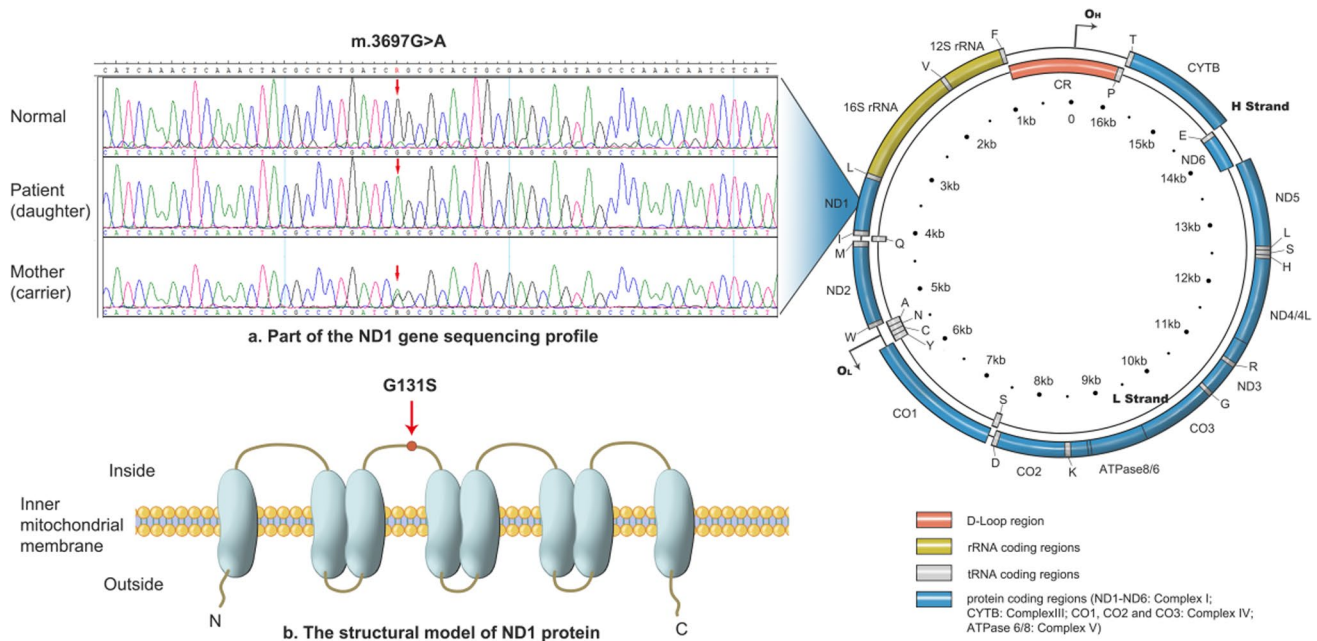 m.3697G>A
C A T C A A A C T C A A A C T A C G C C C T G A T C R G C G C A C T G C G A G C A G T A G C C C A A A C A A T C T C A T
Normal
C A T C A A A C T C A A A C T A C G C C C T G A T C G G C G C A C T G C G A G C A G T A G C C C A A A C A A T C T C A T
Patient
(daughter)
C A T C A A A C T C A A A C T A C G C C C T G A T C A G C G C A C T G C G A G C A G T A G C C C A A A C A A T C T C A T
Mother
(carrier)
C A T C A A A C T C A A A C T A C G C C C T G A T C R G C G C A C T G C G A G C A G T A G C C C A A A C A A T C T C A T
a. Part of the ND1 gene sequencing profile
G131S
Inside
Inner
mitochondrial
membrane
Outside
N
C
b. The structural model of ND1 protein
OH
F
T
12S rRNA
V
CYTB
CR
P
16S rRNA
H Strand
1kb
0
16kb
2kb
15kb
E
ND6
14kb
L
3kb
ND1
ND5
13kb
4kb
I
Q
M
L
S
H
ND2
5kb
12kb
A
N
C
Y
W
6kb
11kb
ND4/4L
OL
7kb
10kb
R
8kb
9kb
ND3
S
L Strand
G
CO1
CO3
D
CO2
K
ATPase8/6
D-Loop region
rRNA coding regions
tRNA coding regions
protein coding regions (ND1-ND6: Complex I;
CYTB: ComplexIII; CO1, CO2 and CO3: Complex IV;
ATPase 6/8: Complex V)